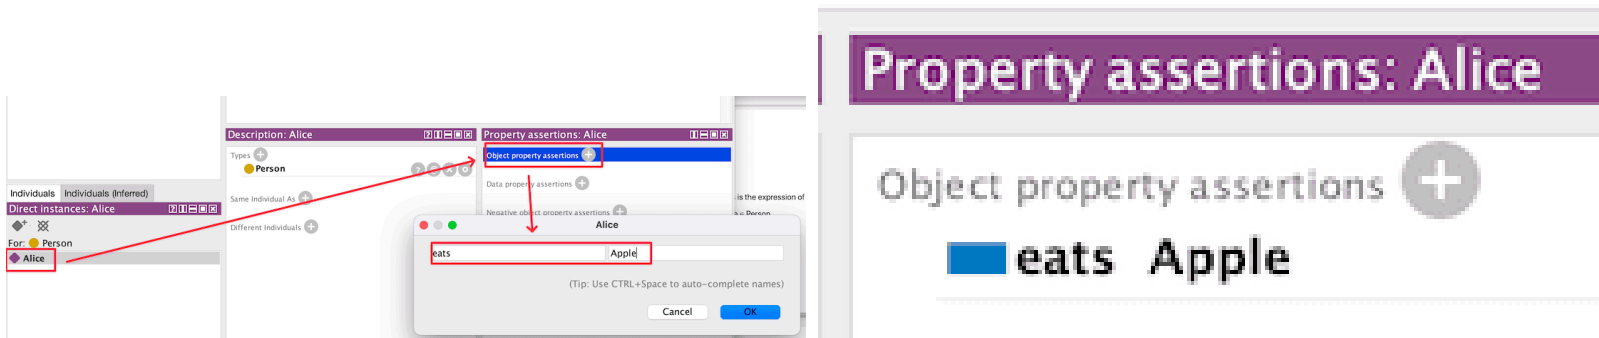 Description: Alice
Types
Person
Same Individual As
Different Individuals
Individuals Individuals (Inferred)
Direct instances: Alice
For: Person
Alice
Property assertions: Alice
Object property assertions
Data property assertions
Negative object property assertions
is the expression of
Person
Alice
eats Apple
(Tip: Use CTRL+Space to auto-complete names)
Cancel OK
Property assertions: Alice
Object property assertions
eats Apple